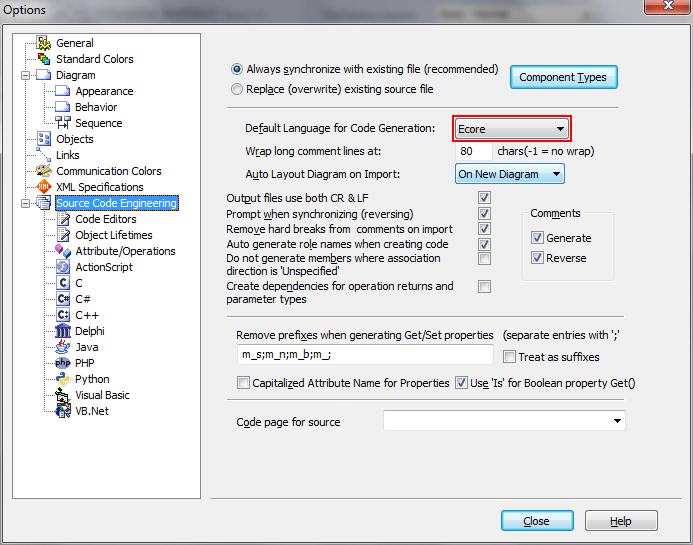 Options
General
Standard Colors
Diagram
Appearance
Behavior
Sequence
Objects
Links
Communication Colors
XML Specifications
Source Code Engineering
Code Editors
Object Lifetimes
Attribute/Operations
ActionScript
C
C#
C++
Delphi
Java
PHP
Python
Visual Basic
VB.Net
Always synchronize with existing file (recommended)
Replace (overwrite) existing source file
Component Types
Default Language for Code Generation: Ecore
Wrap long comment lines at: 80 chars(-1 = no wrap)
Auto Layout Diagram on Import: On New Diagram
Output files use both CR & LF
Prompt when synchronizing (reversing)
Remove hard breaks from comments on import
Auto generate role names when creating code
Do not generate members where association
direction is 'Unspecified'
Create dependencies for operation returns and
parameter types
Comments
Generate
Reverse
Remove prefixes when generating Get/Set properties (separate entries with ';'
m_s;m_n;m_b;m_;
Treat as suffixes
Capitalized Attribute Name for Properties Use 'Is' for Boolean property Get()
Code page for source
Close Help